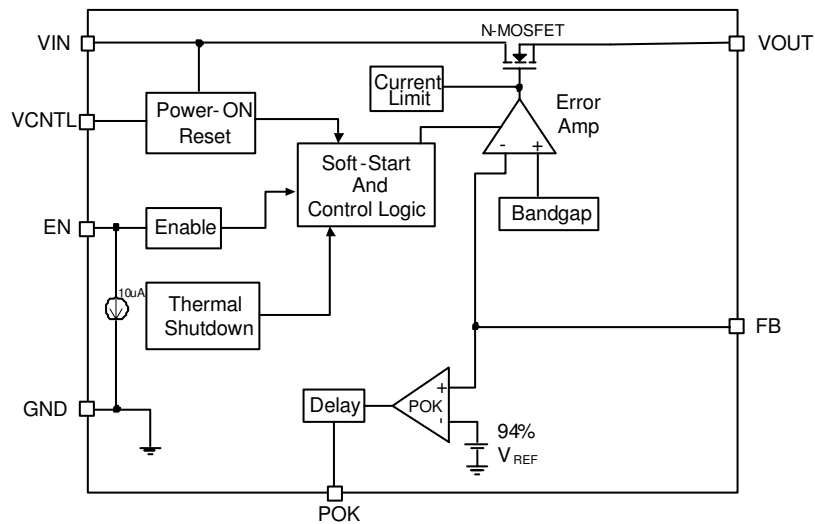 N-MOSFET
VIN
VOUT
Current
Limit
Error
Amp
VCNTL
Power-ON
Reset
- +
Soft-Start
And
Control Logic
Bandgap
EN
Enable
10uA
Thermal
Shutdown
FB
GND
Delay
POK
+
-
94%
VREF
POK